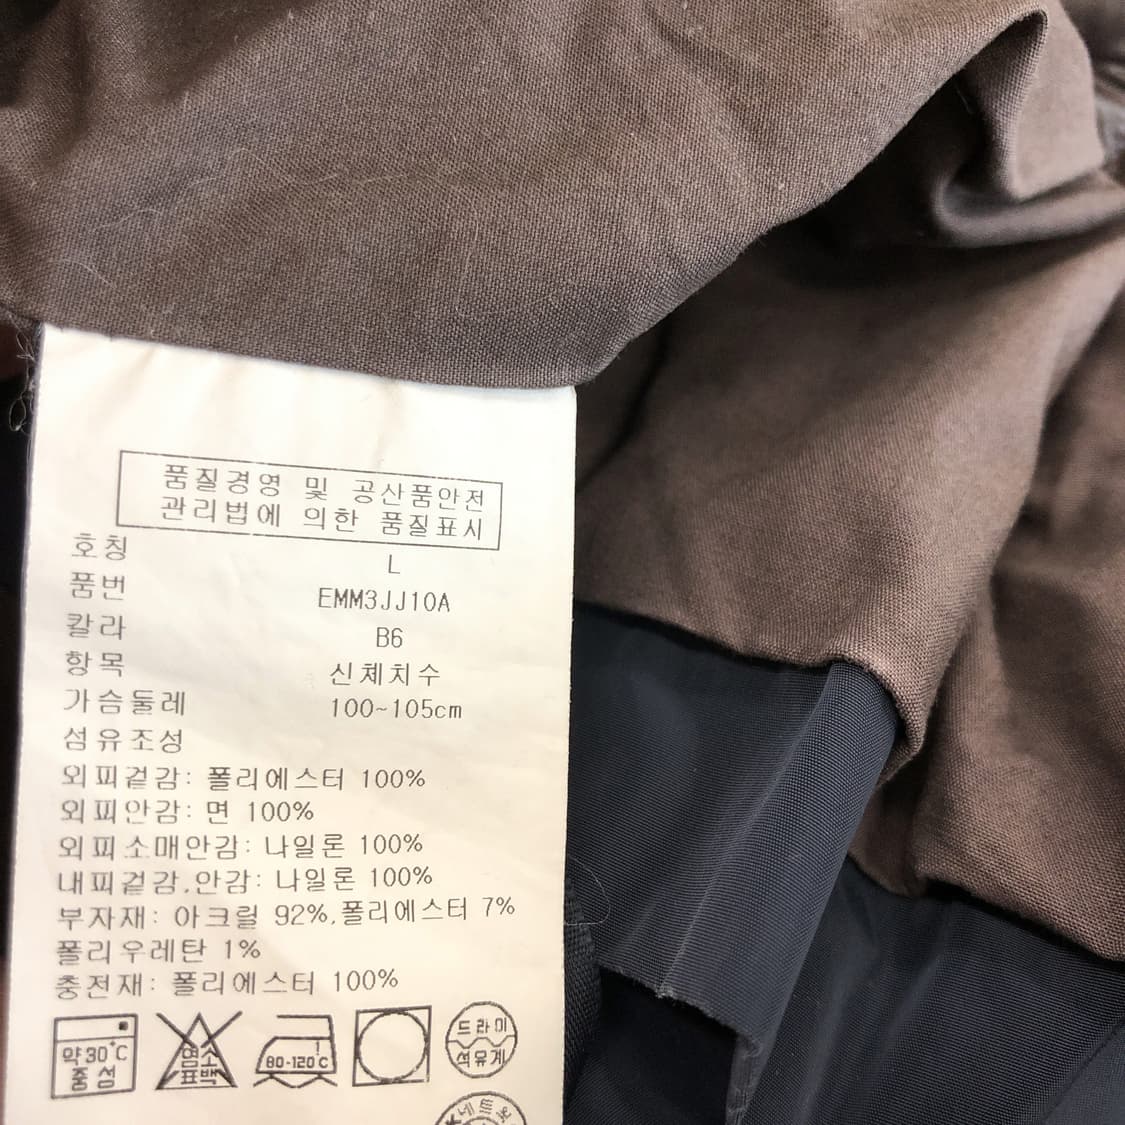 품질경영 및 공산품안전
관리법에 의한 품질표시
호칭 L
품번 EMM3JJ10A
칼라 B6
항목 신체치수
가슴둘레 100~105cm
섬유조성
외피겉감: 폴리에스터 100%
외피안감: 면 100%
외피소매안감: 나일론 100%
내피겉감,안감: 나일론 100%
부자재: 아크릴 92%,폴리에스터 7%
폴리우레탄 1%
충전재: 폴리에스터 100%
약30℃
중성
염소
표백
80-120℃
드라이
석유계
네트